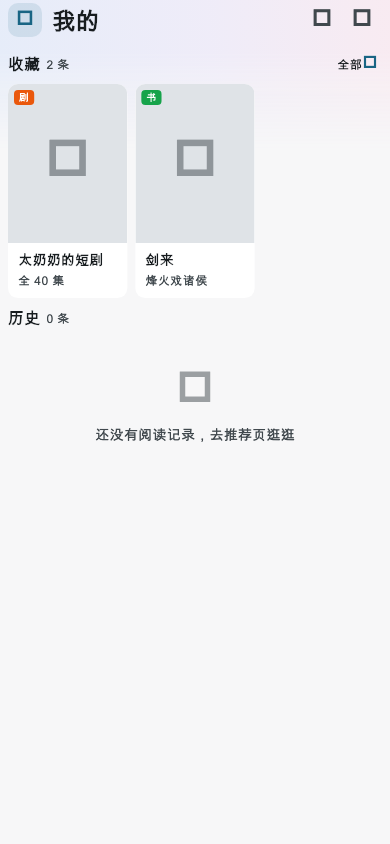 我的
收藏 2 条
全部
剧
书
太奶奶的短剧
全 40 集
剑来
烽火戏诸侯
历史 0 条
还没有阅读记录，去推荐页逛逛